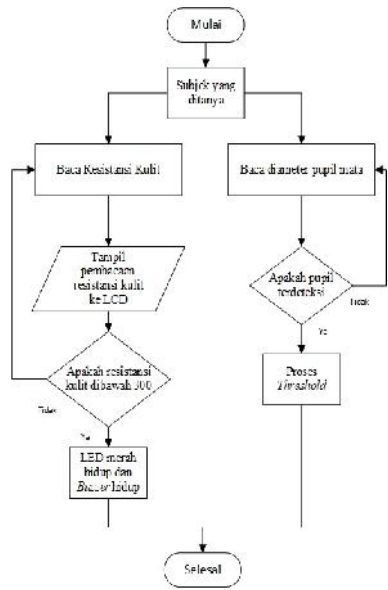 Mulai
Subjek yang
ditanya
Baca Resistansi Kulit
Baca diameter pupil mata
Tampil
pembacaan
resistansi kulit
ke LCD
Apakah pupil
terdeteksi
Tidak
Ya
Apakah resistansi
kulit dibawah 300
Proses
Threshold
Tidak
Ya
LED merah
hidup dan
Buzzer hidup
Selesai